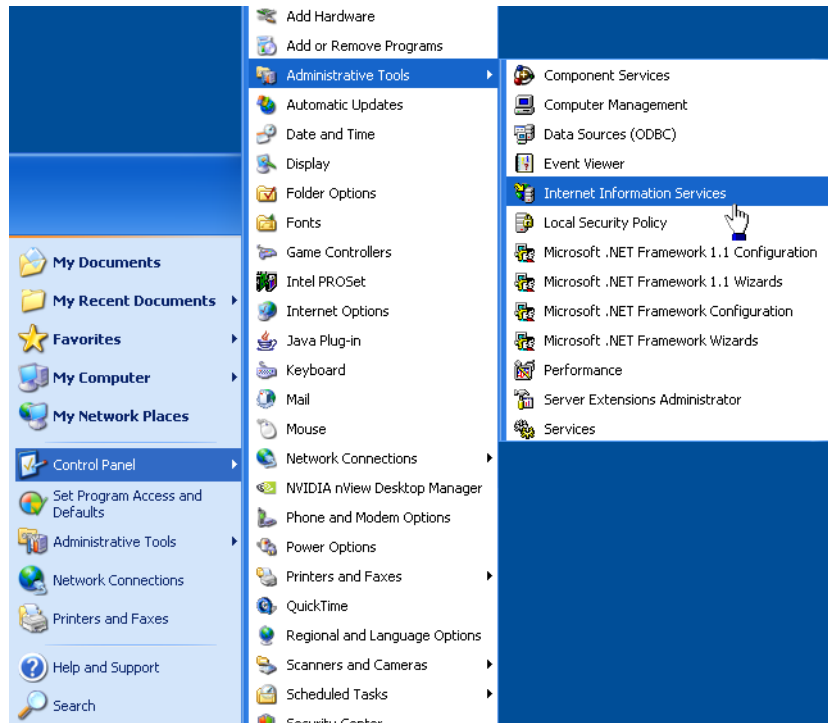 My Documents
My Recent Documents
Favorites
My Computer
My Network Places
Control Panel
Set Program Access and
Defaults
Administrative Tools
Network Connections
Printers and Faxes
Help and Support
Search
Add Hardware
Add or Remove Programs
Administrative Tools
Automatic Updates
Date and Time
Display
Folder Options
Fonts
Game Controllers
Intel PROSet
Internet Options
Java Plug-in
Keyboard
Mail
Mouse
Network Connections
NVIDIA nView Desktop Manager
Phone and Modem Options
Power Options
Printers and Faxes
QuickTime
Regional and Language Options
Scanners and Cameras
Scheduled Tasks
Security Center
Component Services
Computer Management
Data Sources (ODBC)
Event Viewer
Internet Information Services
Local Security Policy
Microsoft .NET Framework 1.1 Configuration
Microsoft .NET Framework 1.1 Wizards
Microsoft .NET Framework Configuration
Microsoft .NET Framework Wizards
Performance
Server Extensions Administrator
Services